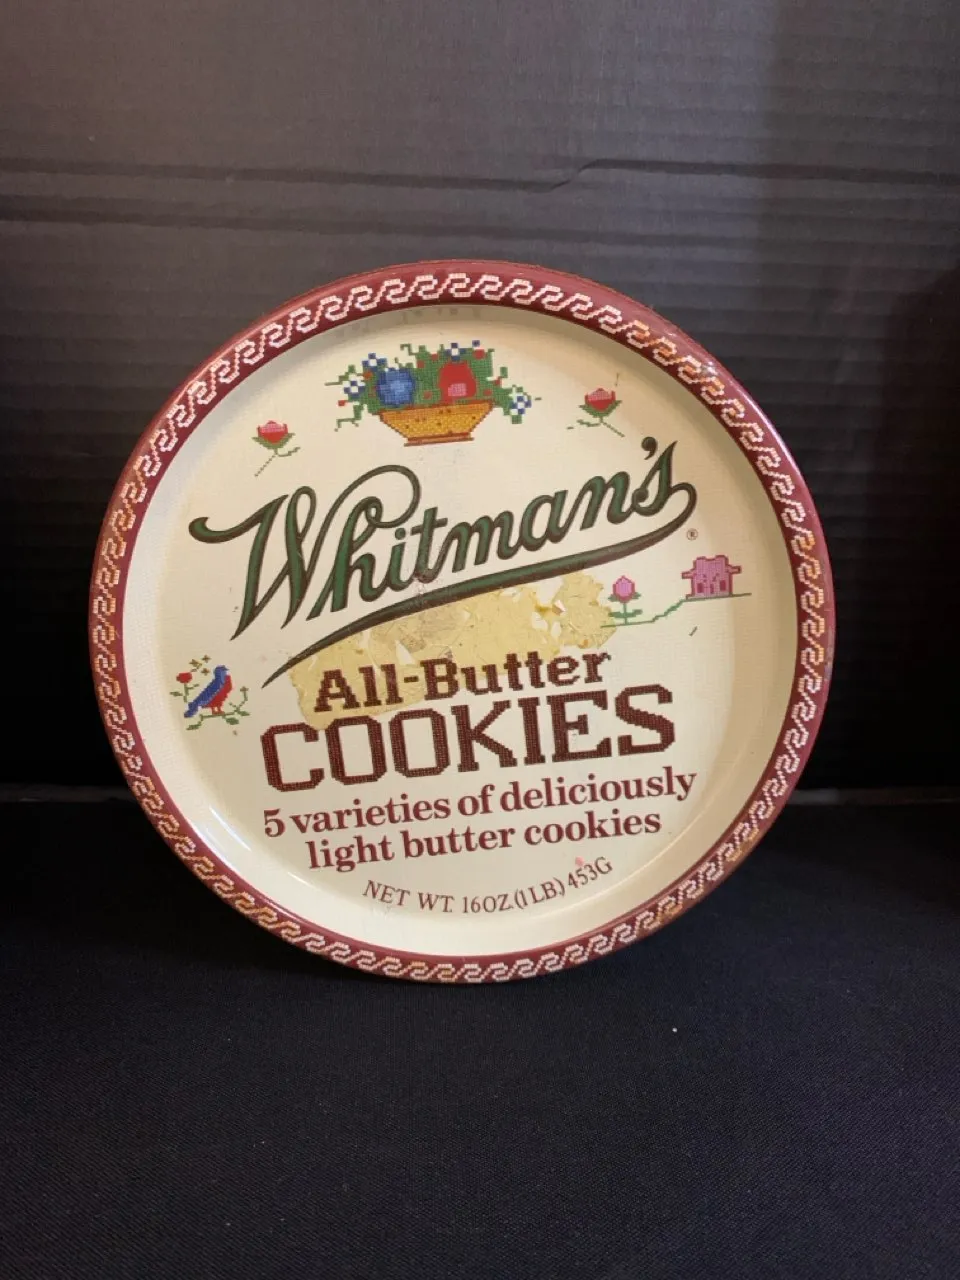 Whitman's®
All-Butter
COOKIES
5 varieties of deliciously
light butter cookies
NET WT. 16OZ.(1LB) 453G